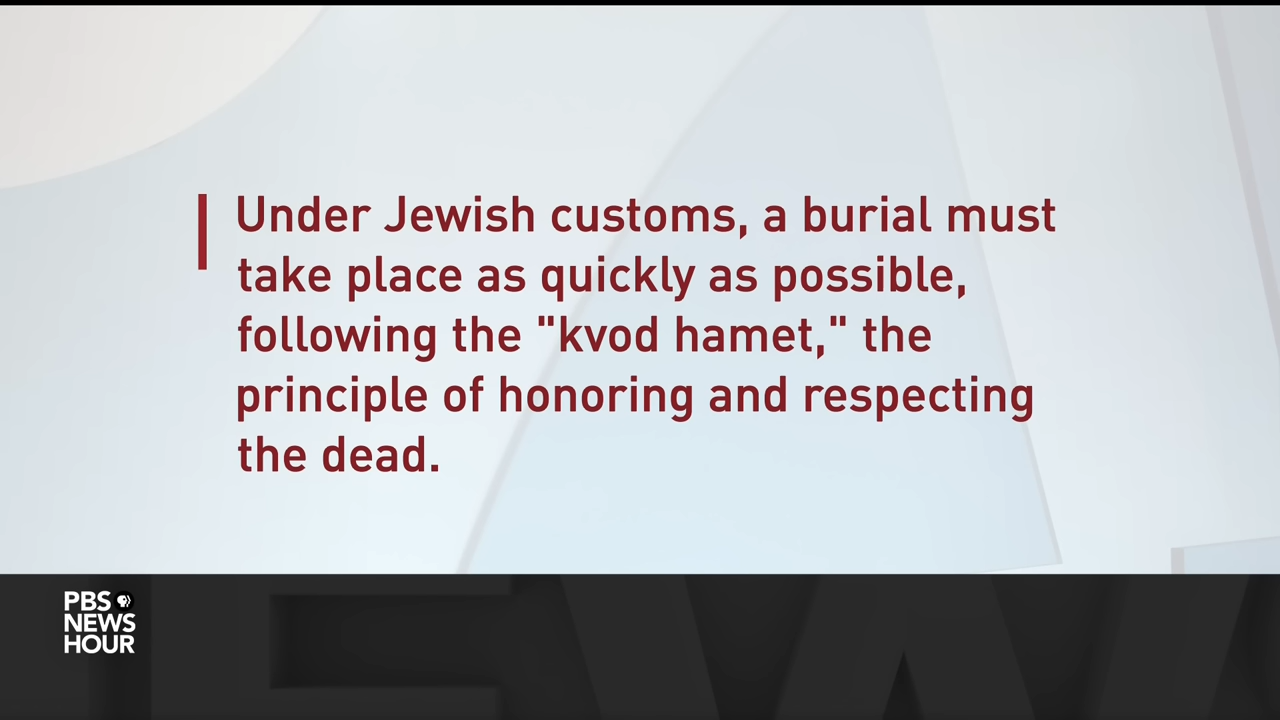 Under Jewish customs, a burial must
take place as quickly as possible,
following the "kvod hamet," the
principle of honoring and respecting
the dead.
PBS
NEWS
HOUR